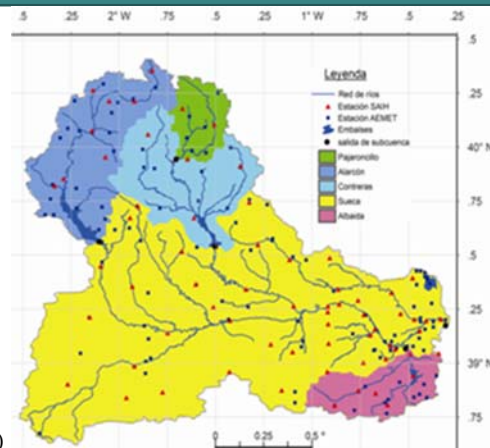 .5 .25 2° W .75 .5 .25 1° W .75 .5 .25
.5
Leyenda
Red de ríos
Estación SAIH
Estación AEMET
Embalses
salida de subcuenca
Pajaroncillo
Alarcón
Contreras
Sueca
Albaida
.25
40° N
.75
.5
.25
39° N
.75
0 0,25 0,5°
)